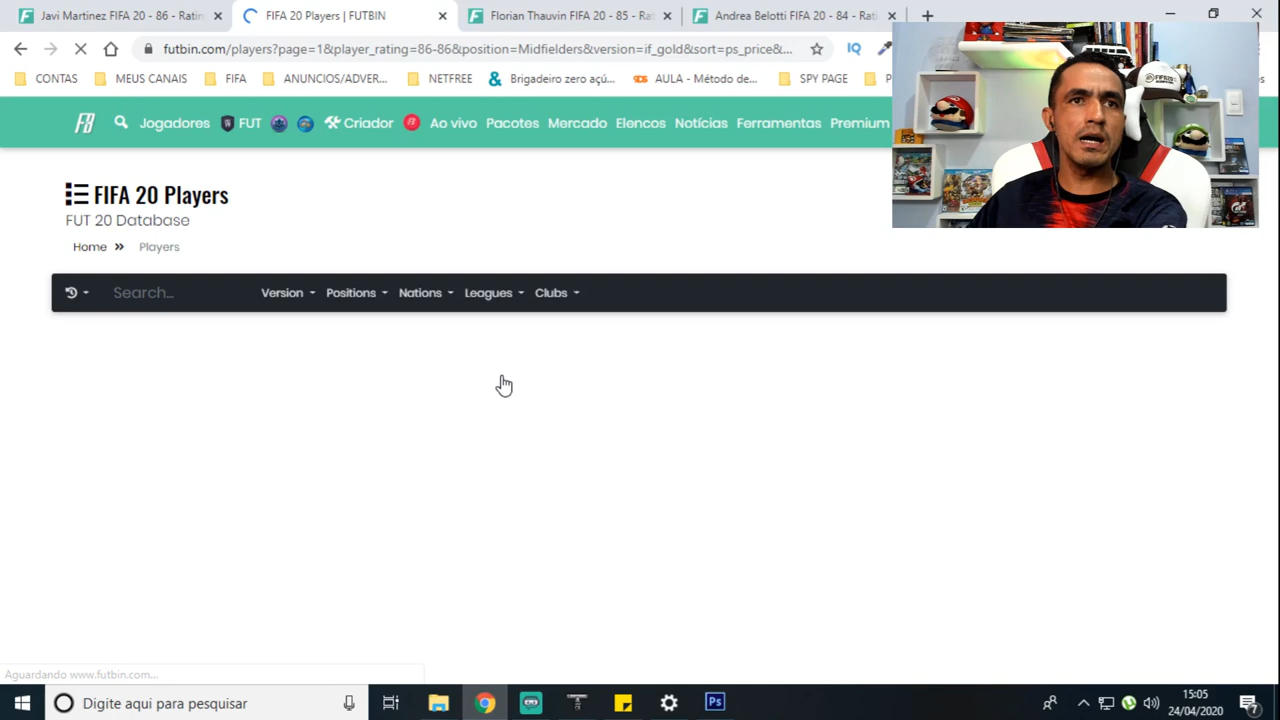 Javi Martinez FIFA 20 - 86 - Ratin
FIFA 20 Players | FUTBIN
Florian Thauvin FIFA 20 - 85 - Rat
Andrea Belotti FIFA 20 - 84 - Rati
futbin.com/players?page=1&player_rating=86-86&position=Midfielders&version=if_gold&sort=ps_price&...
CONTAS
MEUS CANAIS
FIFA
ANUNCIOS/ADVER...
NETFREE
Brigadeiro zero açú...
AULA - Método de...
SPY PAGE
Jogadores
FUT
Criador
Ao vivo
Pacotes
Mercado
Elencos
Notícias
Ferramentas
Premium
FIFA 20 Players
FUT 20 Database
Home » Players
Search...
Version
Positions
Nations
Leagues
Clubs
Aguardando www.futbin.com...
Digite aqui para pesquisar
Ps
15:05
24/04/2020
7